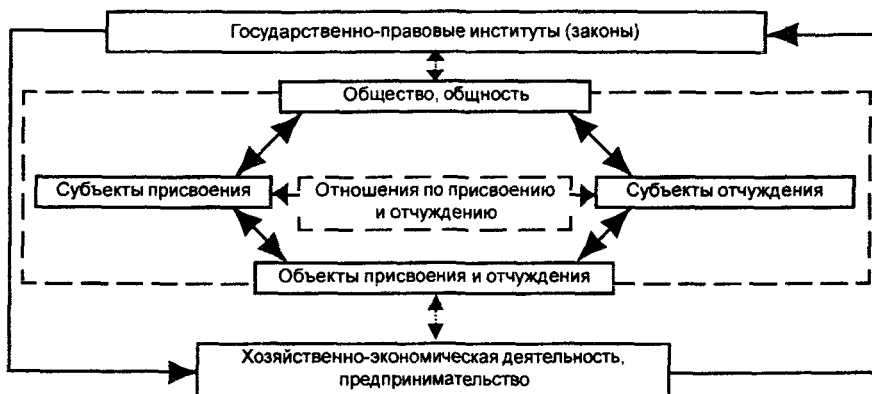 Государственно-правовые институты (законы)
Общество, общность
Субъекты присвоения
Отношения по присвоению
и отчуждению
Субъекты отчуждения
Объекты присвоения и отчуждения
Хозяйственно-экономическая деятельность,
предпринимательство